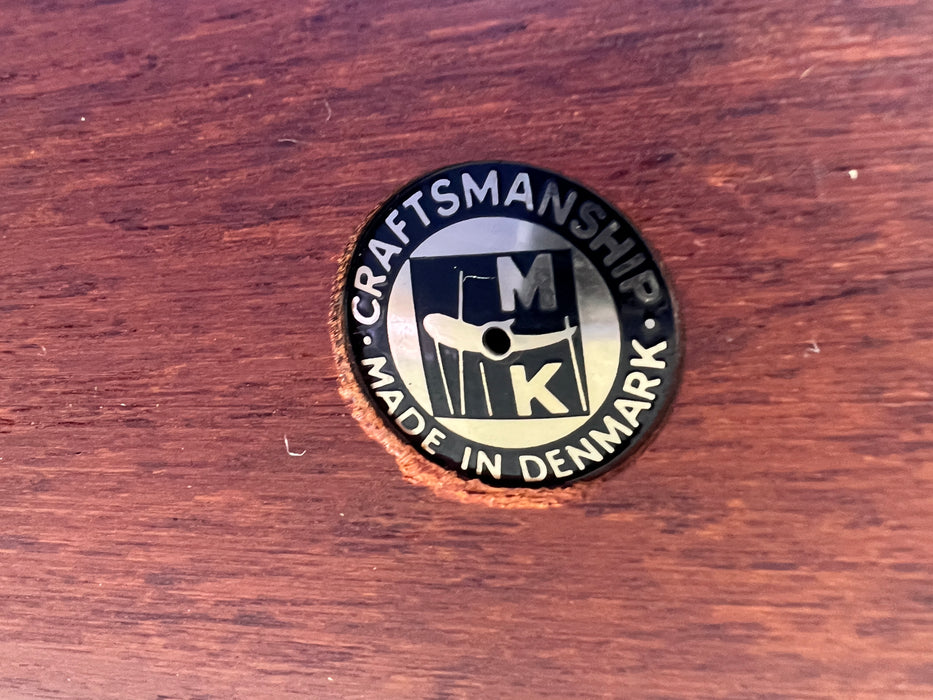 CRAFTSMANSHIP
M
K
· MADE IN DENMARK ·